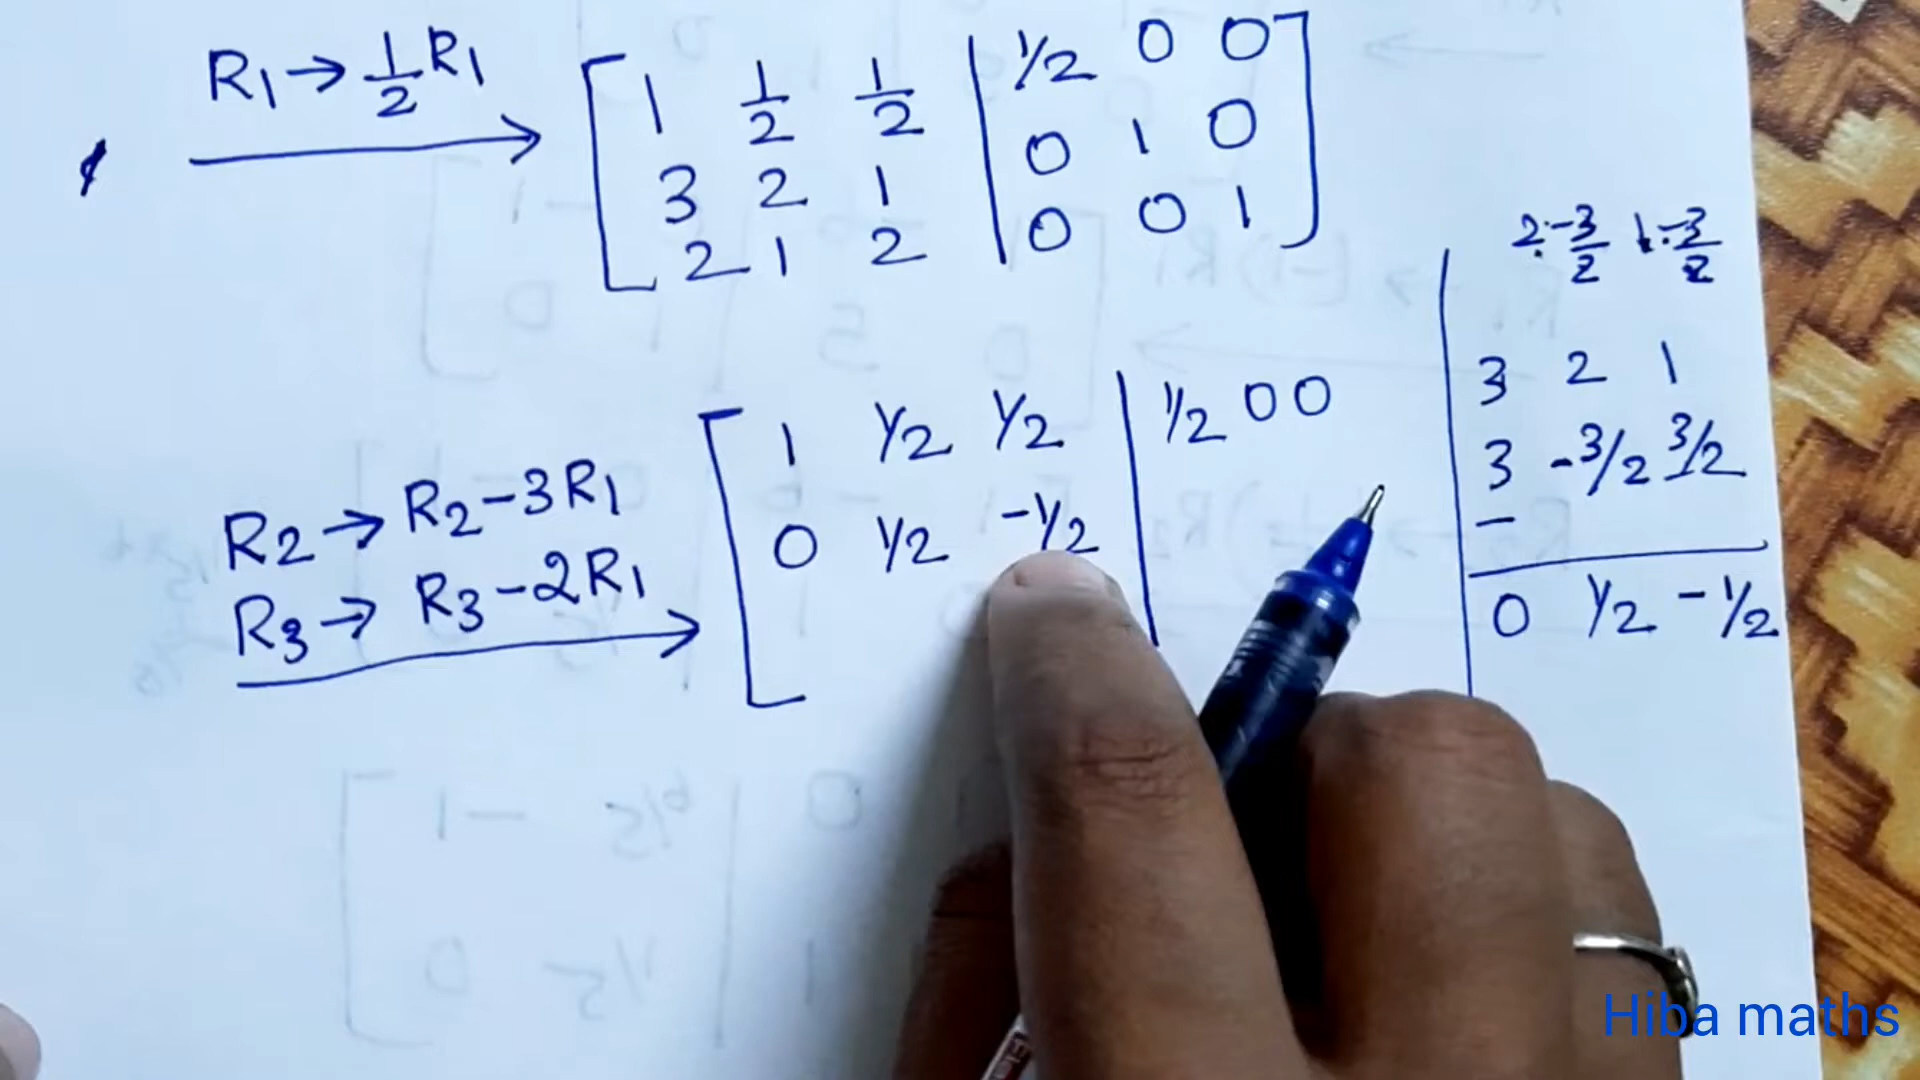 R1 → 1/2 R1
[ 1 1/2 1/2 | 1/2 0 0 ]
3 2 1 | 0 1 0
2 1 2 | 0 0 1
2·-3/2 1·-3/2
3 2 1
3 -3/2 3/2
-
0 1/2 -1/2
R2 → R2 - 3R1
R3 → R3 - 2R1
[ 1 1/2 1/2 | 1/2 0 0
0 1/2 -1/2 |
Hiba maths